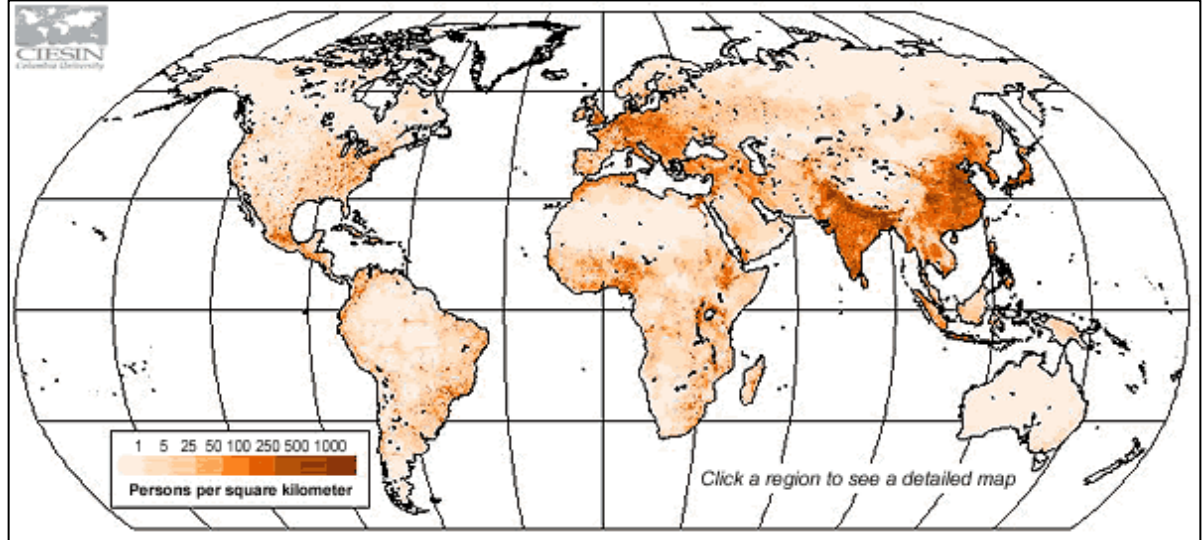 CIESIN
Columbia University
1 5 25 50 100 250 500 1000
Persons per square kilometer
Click a region to see a detailed map